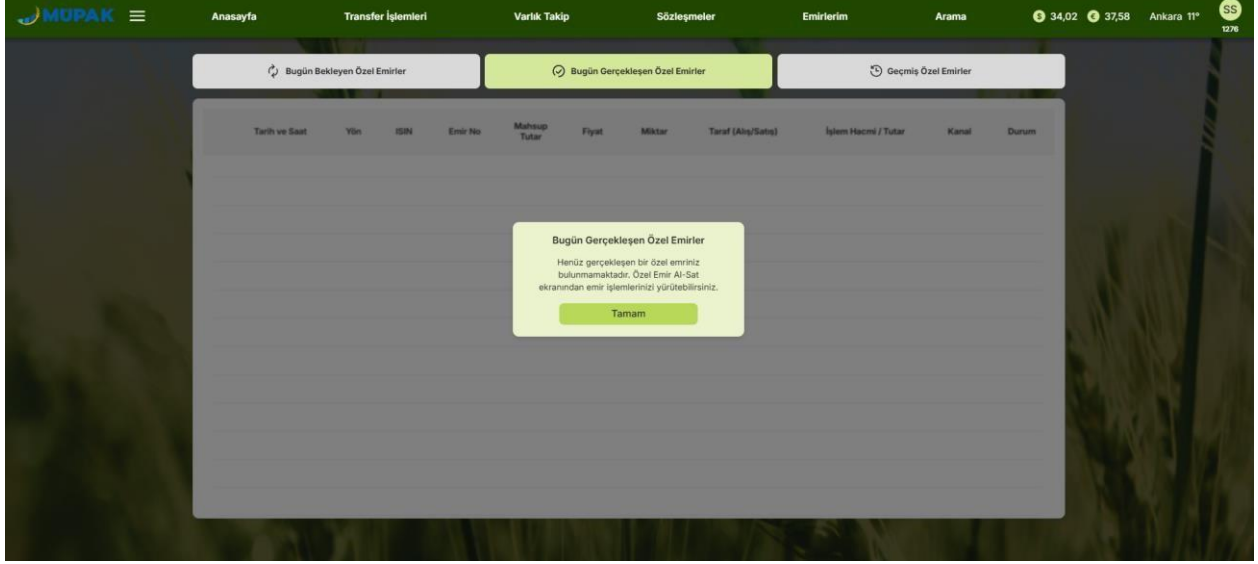 MÜPAK
Anasayfa Transfer İşlemleri Varlık Takip Sözleşmeler Emirlerim Arama $ 34,02 € 37,58 Ankara 11° SS
1276
Bugün Bekleyen Özel Emirler Bugün Gerçekleşen Özel Emirler Geçmiş Özel Emirler
Tarih ve Saat Yön ISIN Emir No Mahsup Tutar Fiyat Miktar Taraf (Alış/Satış) İşlem Hacmi / Tutar Kanal Durum
Bugün Gerçekleşen Özel Emirler
Henüz gerçekleşen bir özel emriniz
bulunmamaktadır. Özel Emir Al-Sat
ekranından emir işlemlerinizi yürütebilirsiniz.
Tamam